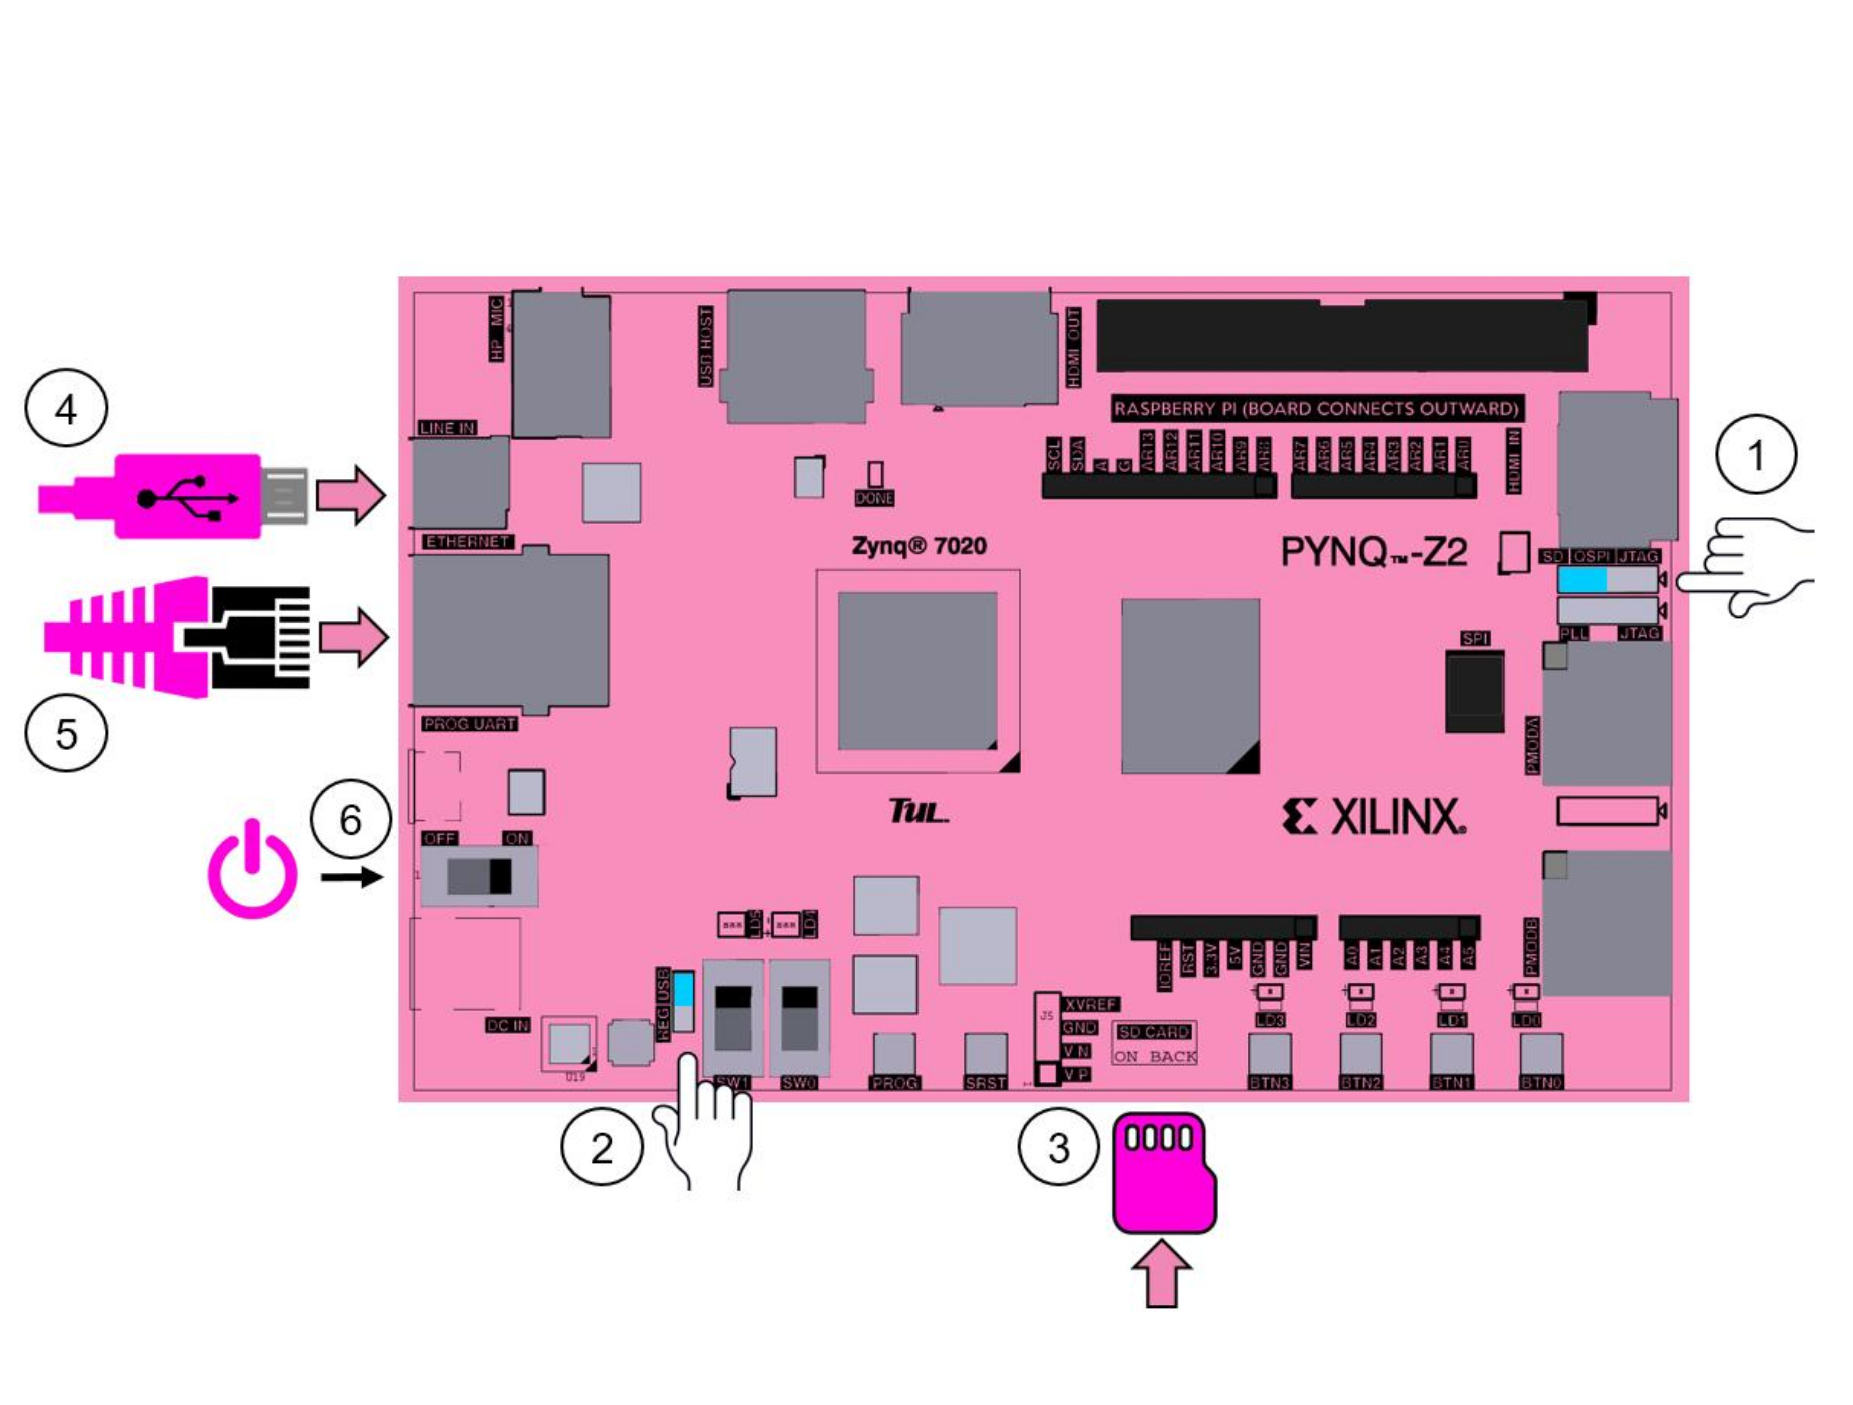 HP MIC
USB HOST
HDMI OUT
RASPBERRY PI (BOARD CONNECTS OUTWARD)
4
LINE IN
SCL
SDA
A
G
AR13
AR12
AR11
AR10
AR9
AR8
AR7
AR6
AR5
AR4
AR3
AR2
AR1
AR0
HDMI IN
1
DONE
ETHERNET
Zynq® 7020
PYNQ™-Z2
SD QSPI JTAG
PLL JTAG
SPI
5
PROG UART
PMODA
6
OFF ON
TUL.
XILINX®
LD5
LD4
IOREF
RST
3.3V
5V
GND
GND
VIN
A0
A1
A2
A3
A4
A5
PMODB
REG USB
DC IN
U19
J5
XVREF
GND
VN
VP
SD CARD
ON BACK
LD3
LD2
LD1
LD0
SW1
SW0
PROG
SRST
BTN3
BTN2
BTN1
BTN0
2
3